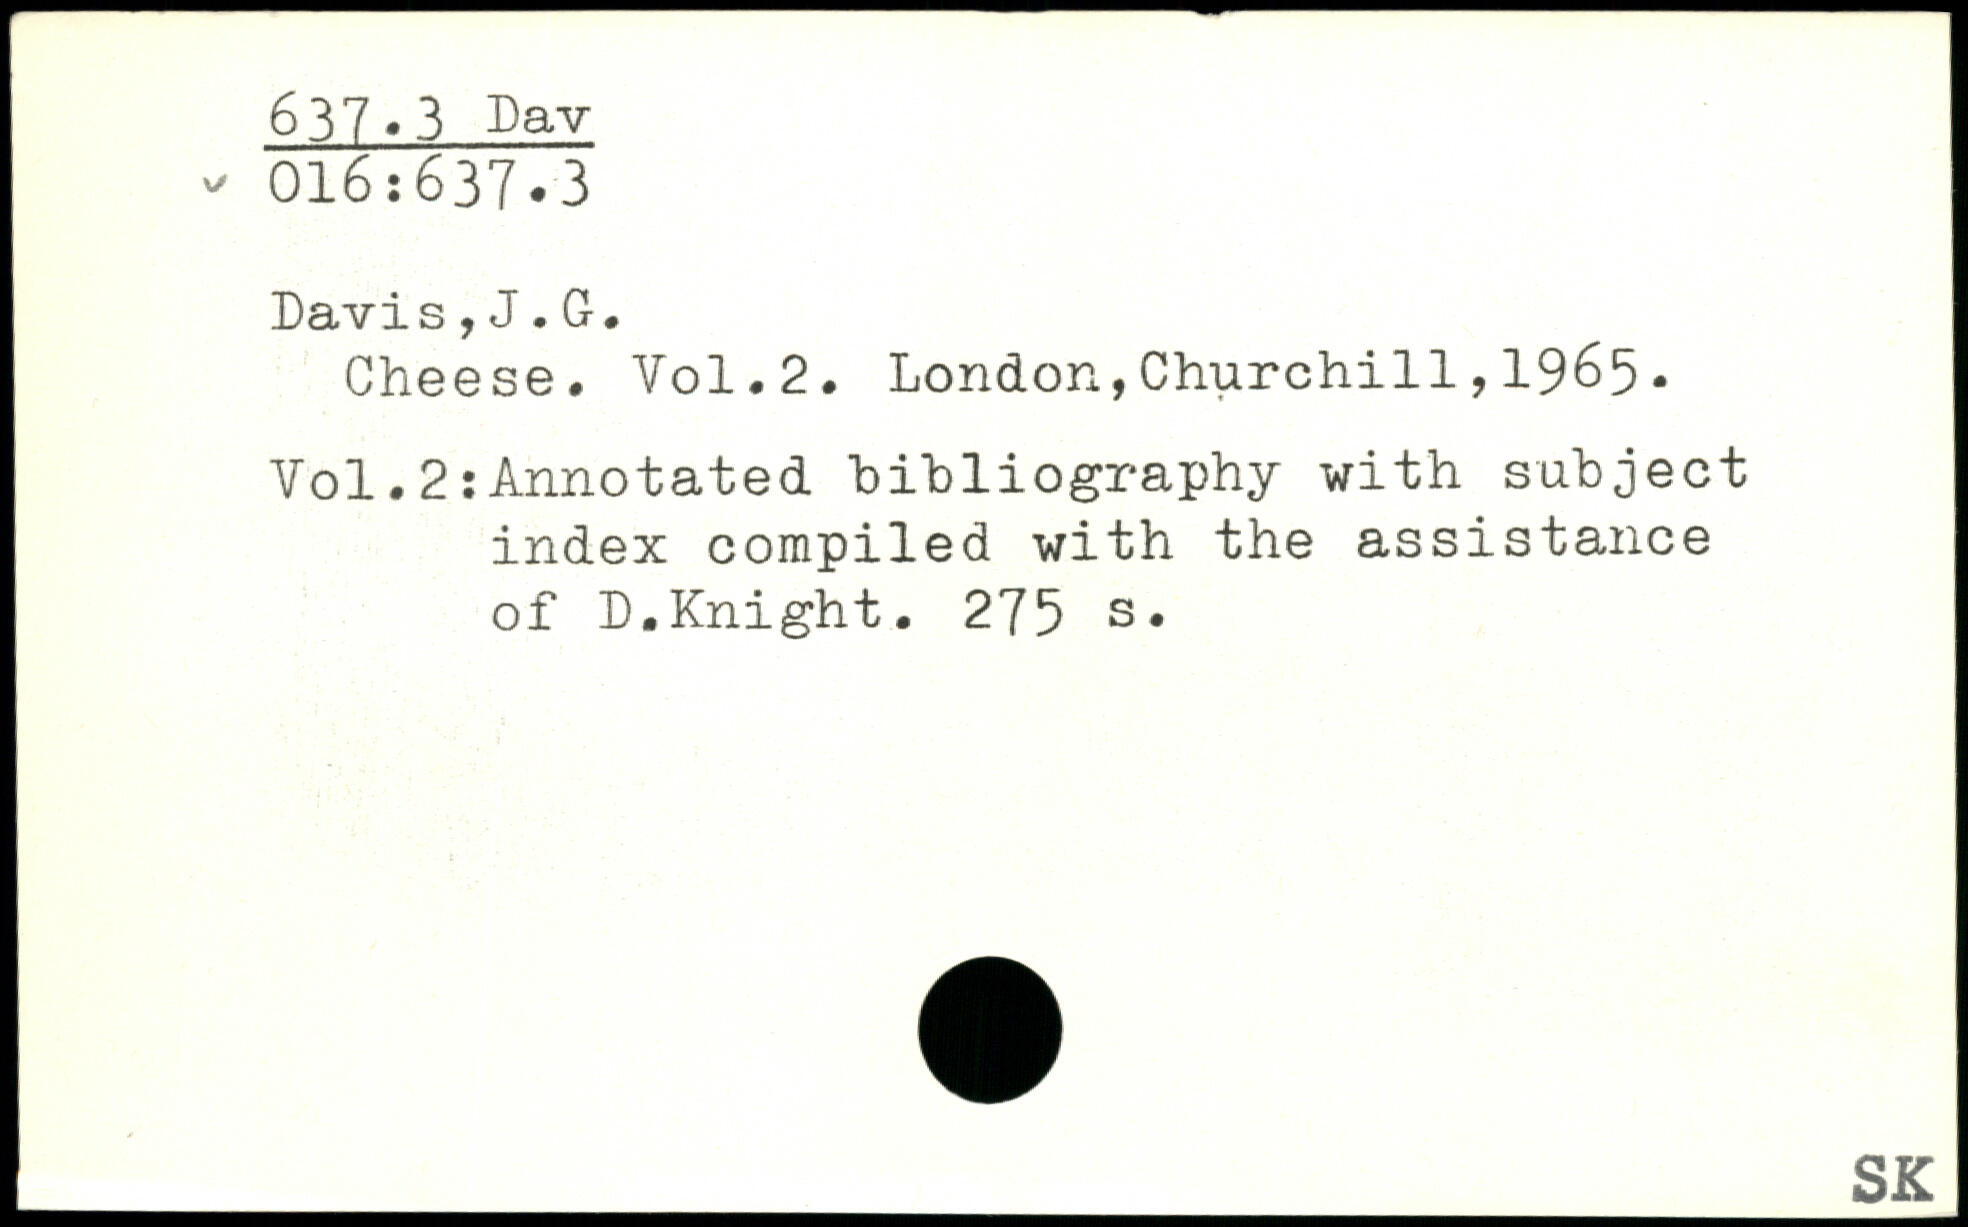 637.3 Dav
016:637.3
Davis,J.G.
Cheese. Vol.2. London,Churchill,1965.
Vol.2:Annotated bibliography with subject
index compiled with the assistance
of D.Knight. 275 s.
SK